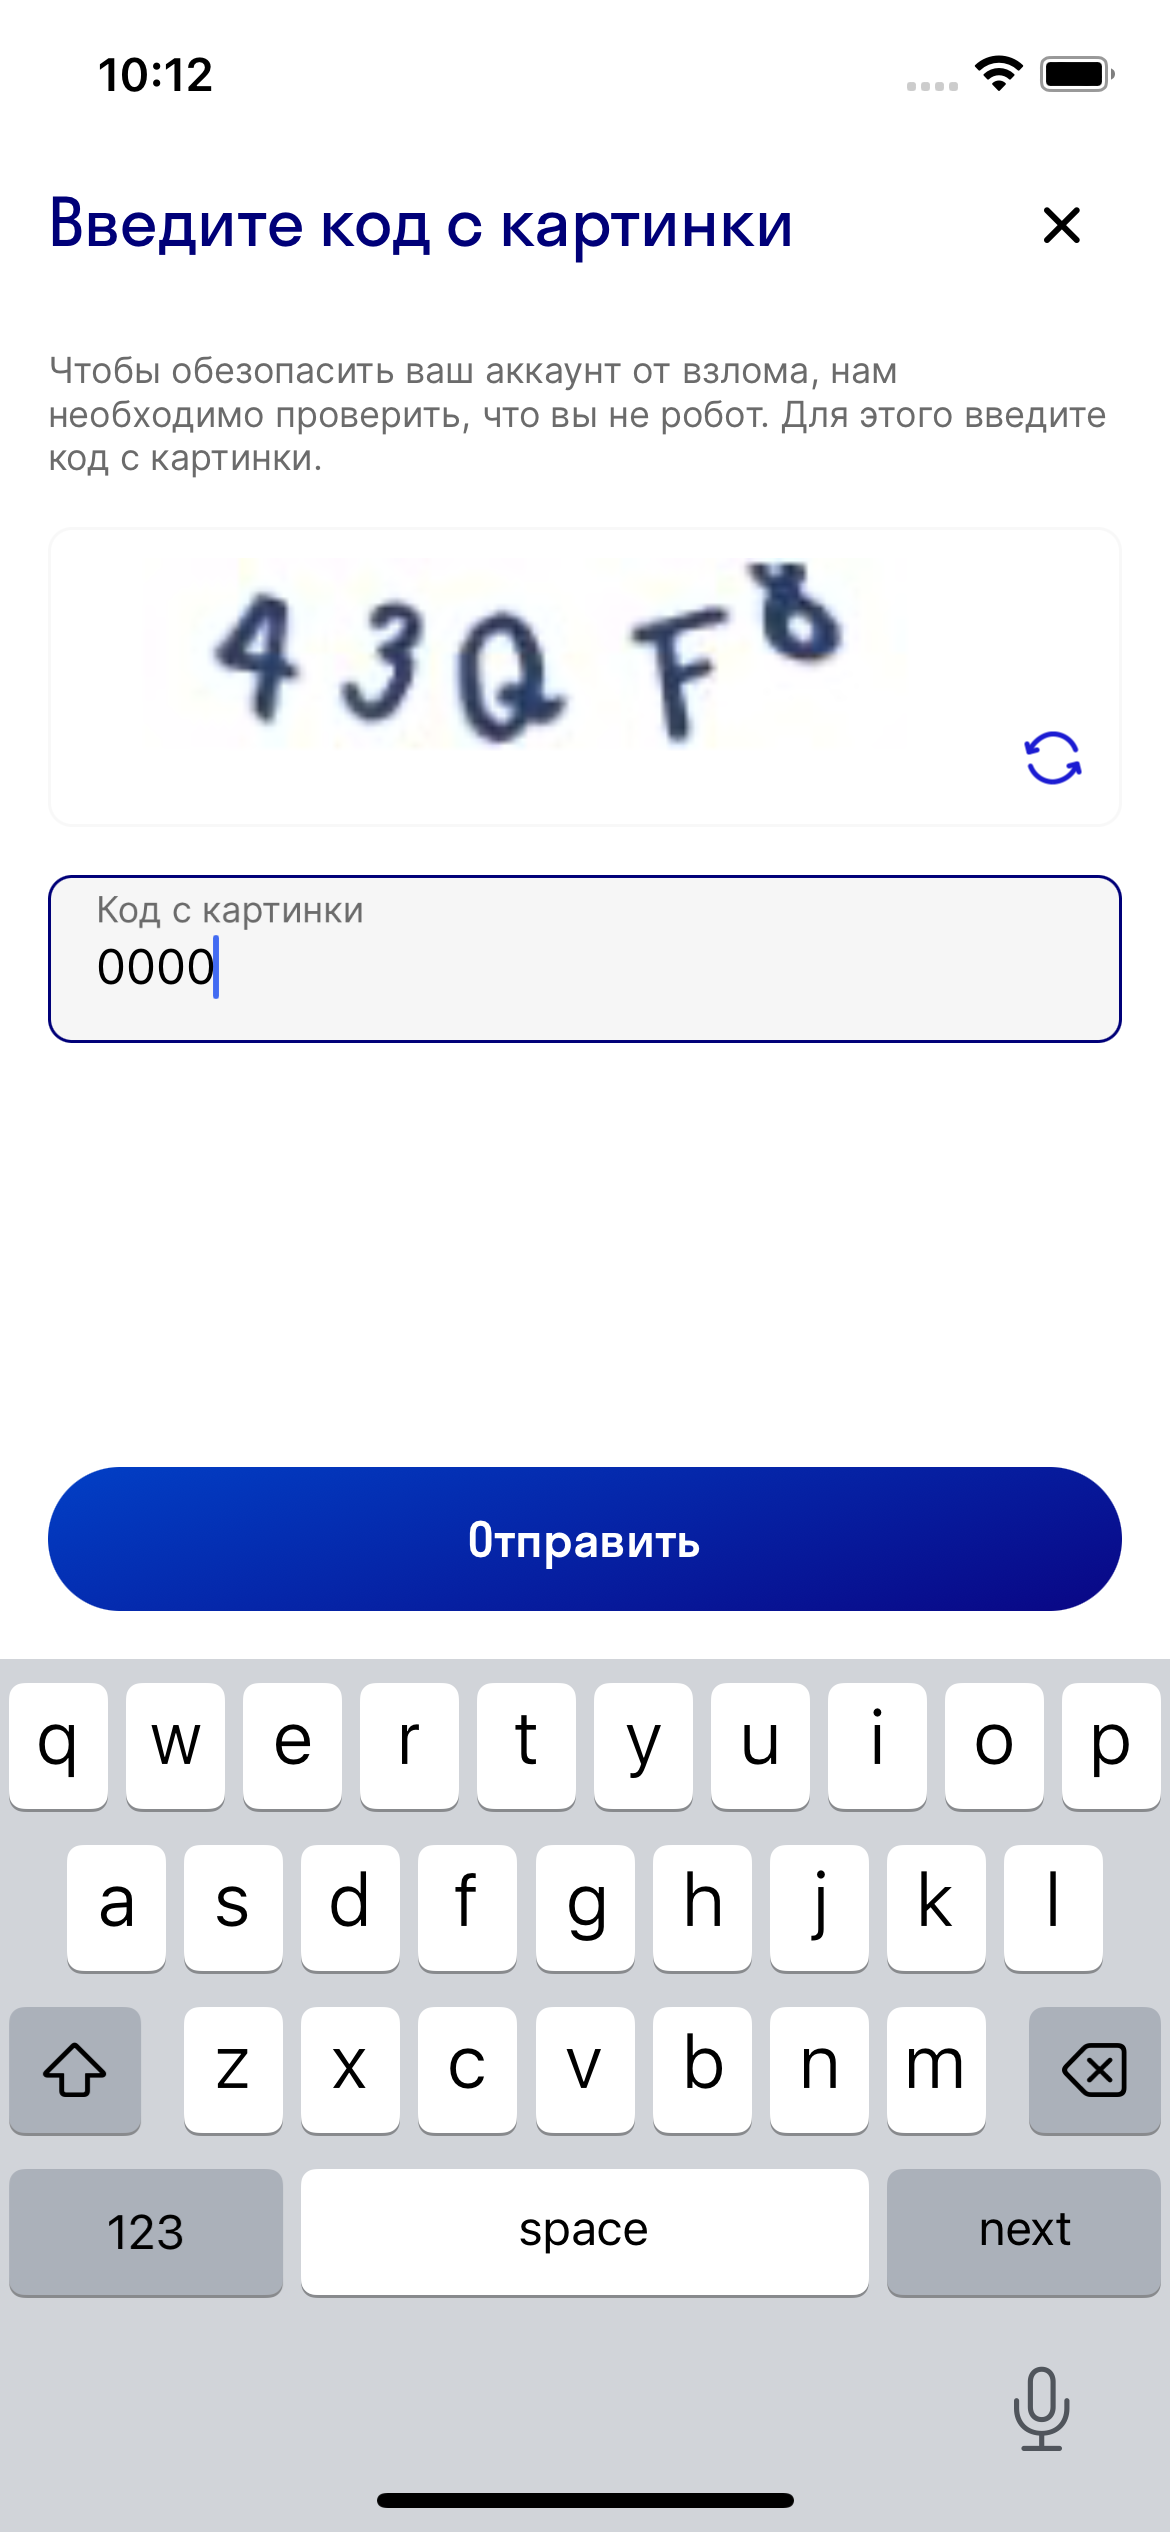 10:12
Введите код с картинки
Чтобы обезопасить ваш аккаунт от взлома, нам
необходимо проверить, что вы не робот. Для этого введите
код с картинки.
43QF8
Код с картинки
0000
Отправить
q w e r t y u i o p
a s d f g h j k l
z x c v b n m
123 space next